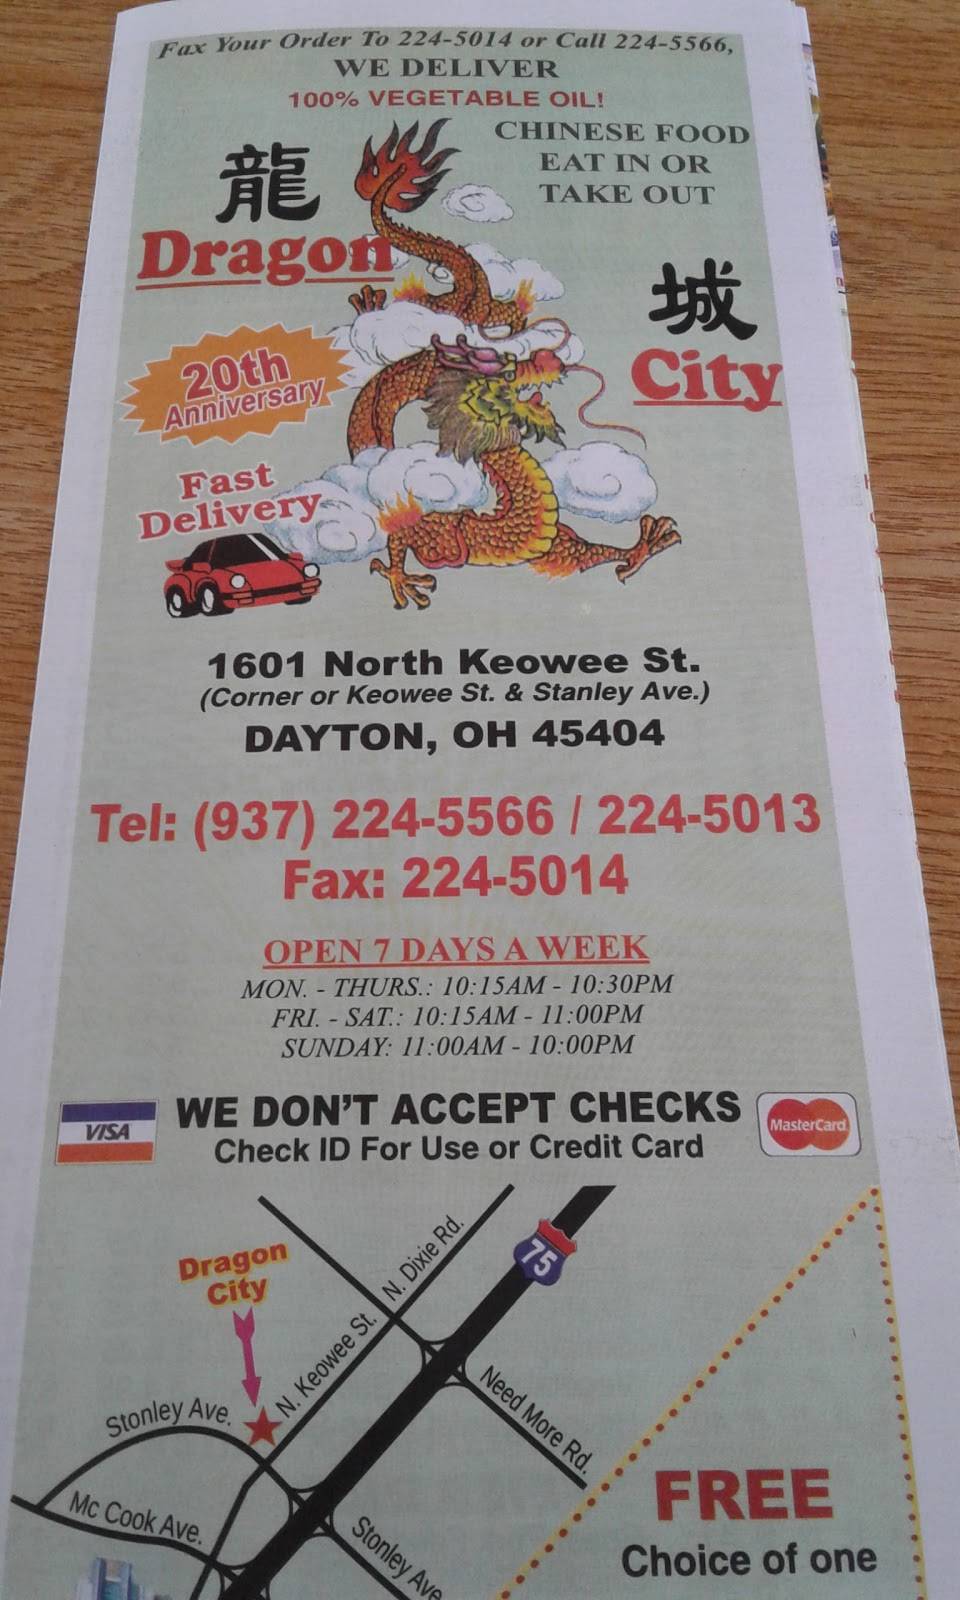 Fax Your Order To 224-5014 or Call 224-5566,
WE DELIVER
100% VEGETABLE OIL!
CHINESE FOOD
EAT IN OR
TAKE OUT
龍
Dragon
城
City
20th
Anniversary
Fast
Delivery
1601 North Keowee St.
(Corner or Keowee St. & Stanley Ave.)
DAYTON, OH 45404
Tel: (937) 224-5566 / 224-5013
Fax: 224-5014
OPEN 7 DAYS A WEEK
MON. - THURS.: 10:15AM - 10:30PM
FRI. - SAT.: 10:15AM - 11:00PM
SUNDAY: 11:00AM - 10:00PM
VISA
WE DON'T ACCEPT CHECKS
Check ID For Use or Credit Card
MasterCard
Dragon
City
N. Dixie Rd.
75
N. Keowee St.
Need More Rd.
Stonley Ave.
Mc Cook Ave.
Stonley Ave
FREE
Choice of one